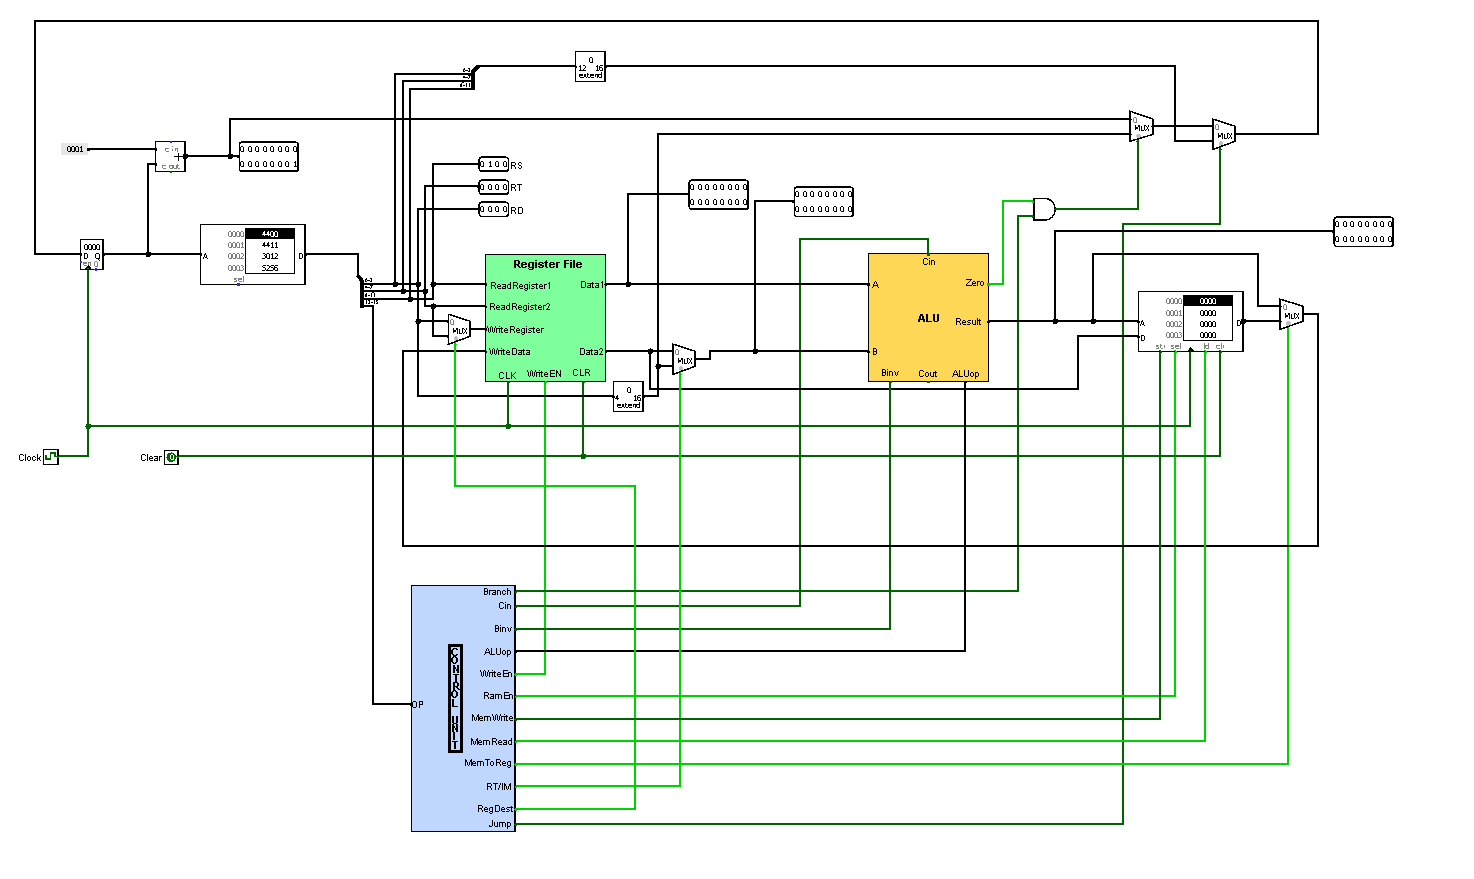 0
12 16
extend
0
MUX
MUX
0001
c in
+
c out
0 0 0 0 0 0 0 0
0 0 0 0 0 0 0 1
0 1 0 0 RS
0 0 0 0 RT
0 0 0 0 RD
0 0 0 0 0 0 0 0
0 0 0 0 0 0 0 0
0 0 0 0 0 0 0 0
0 0 0 0 0 0 0 0
0 0 0 0 0 0 0 0
0 0 0 0 0 0 0 0
0000
D Q
en
0000 4400
0001 4411
A 0002 3012 D
0003 5256
sel
Register File
ReadRegister1 Data1
ReadRegister2
WriteRegister
WriteData Data2
CLK WriteEN CLR
0
MUX
0
MUX
0
4 16
extend
Cin
A Zero
ALU
Result
B
Binv Cout ALUop
0000 0000
0001 0000
A 0002 0000 D
D 0003 0000
str sel ld clr
0
MUX
Clock
Clear 0
Branch
Cin
Binv
ALUop
WriteEn
RamEn
OP
MemWrite
MemRead
MemToReg
RT/IM
RegDest
Jump
CONTROL UNIT